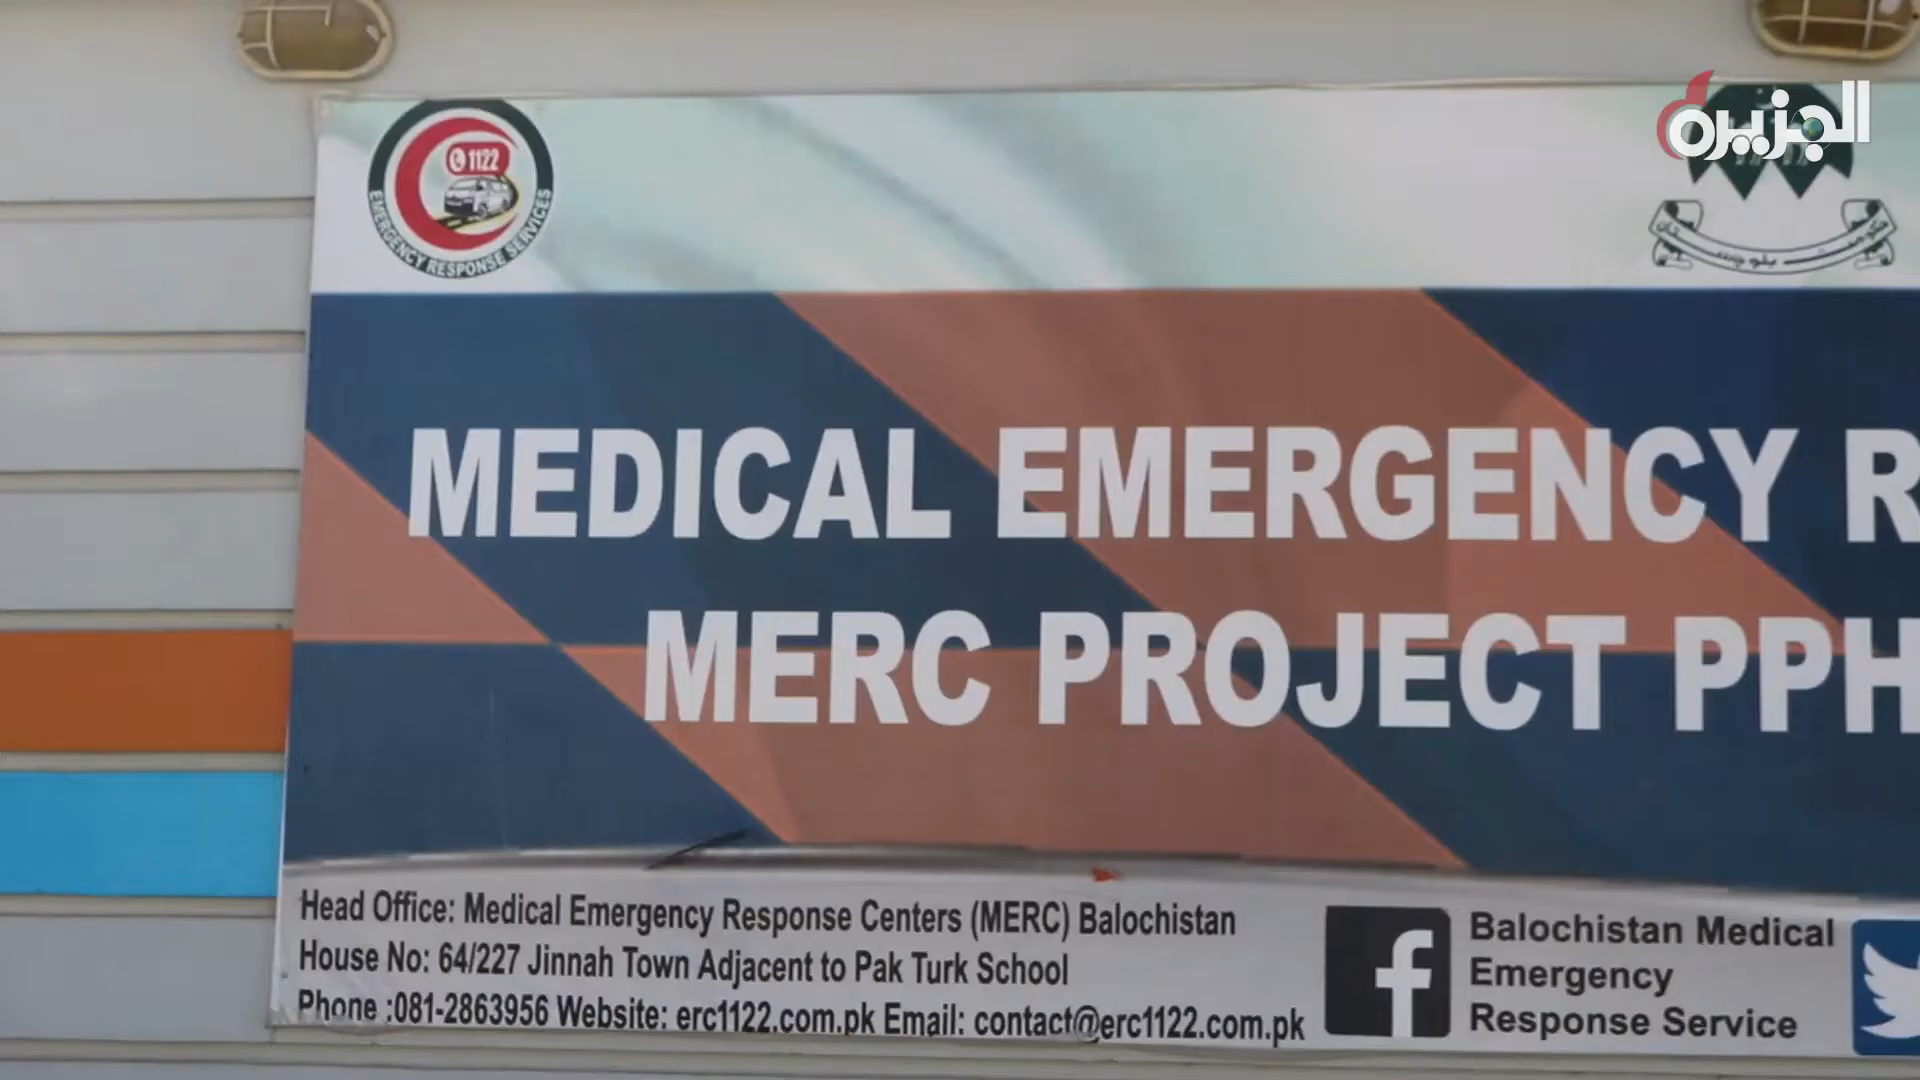 الجزيرة
1122
EMERGENCY RESPONSE SERVICES
حکومت بلوچستان
MEDICAL EMERGENCY R
MERC PROJECT PPH
Head Office: Medical Emergency Response Centers (MERC) Balochistan
House No: 64/227 Jinnah Town Adjacent to Pak Turk School
Phone :081-2863956 Website: erc1122.com.pk Email: contact@erc1122.com.pk
Balochistan Medical
Emergency
Response Service